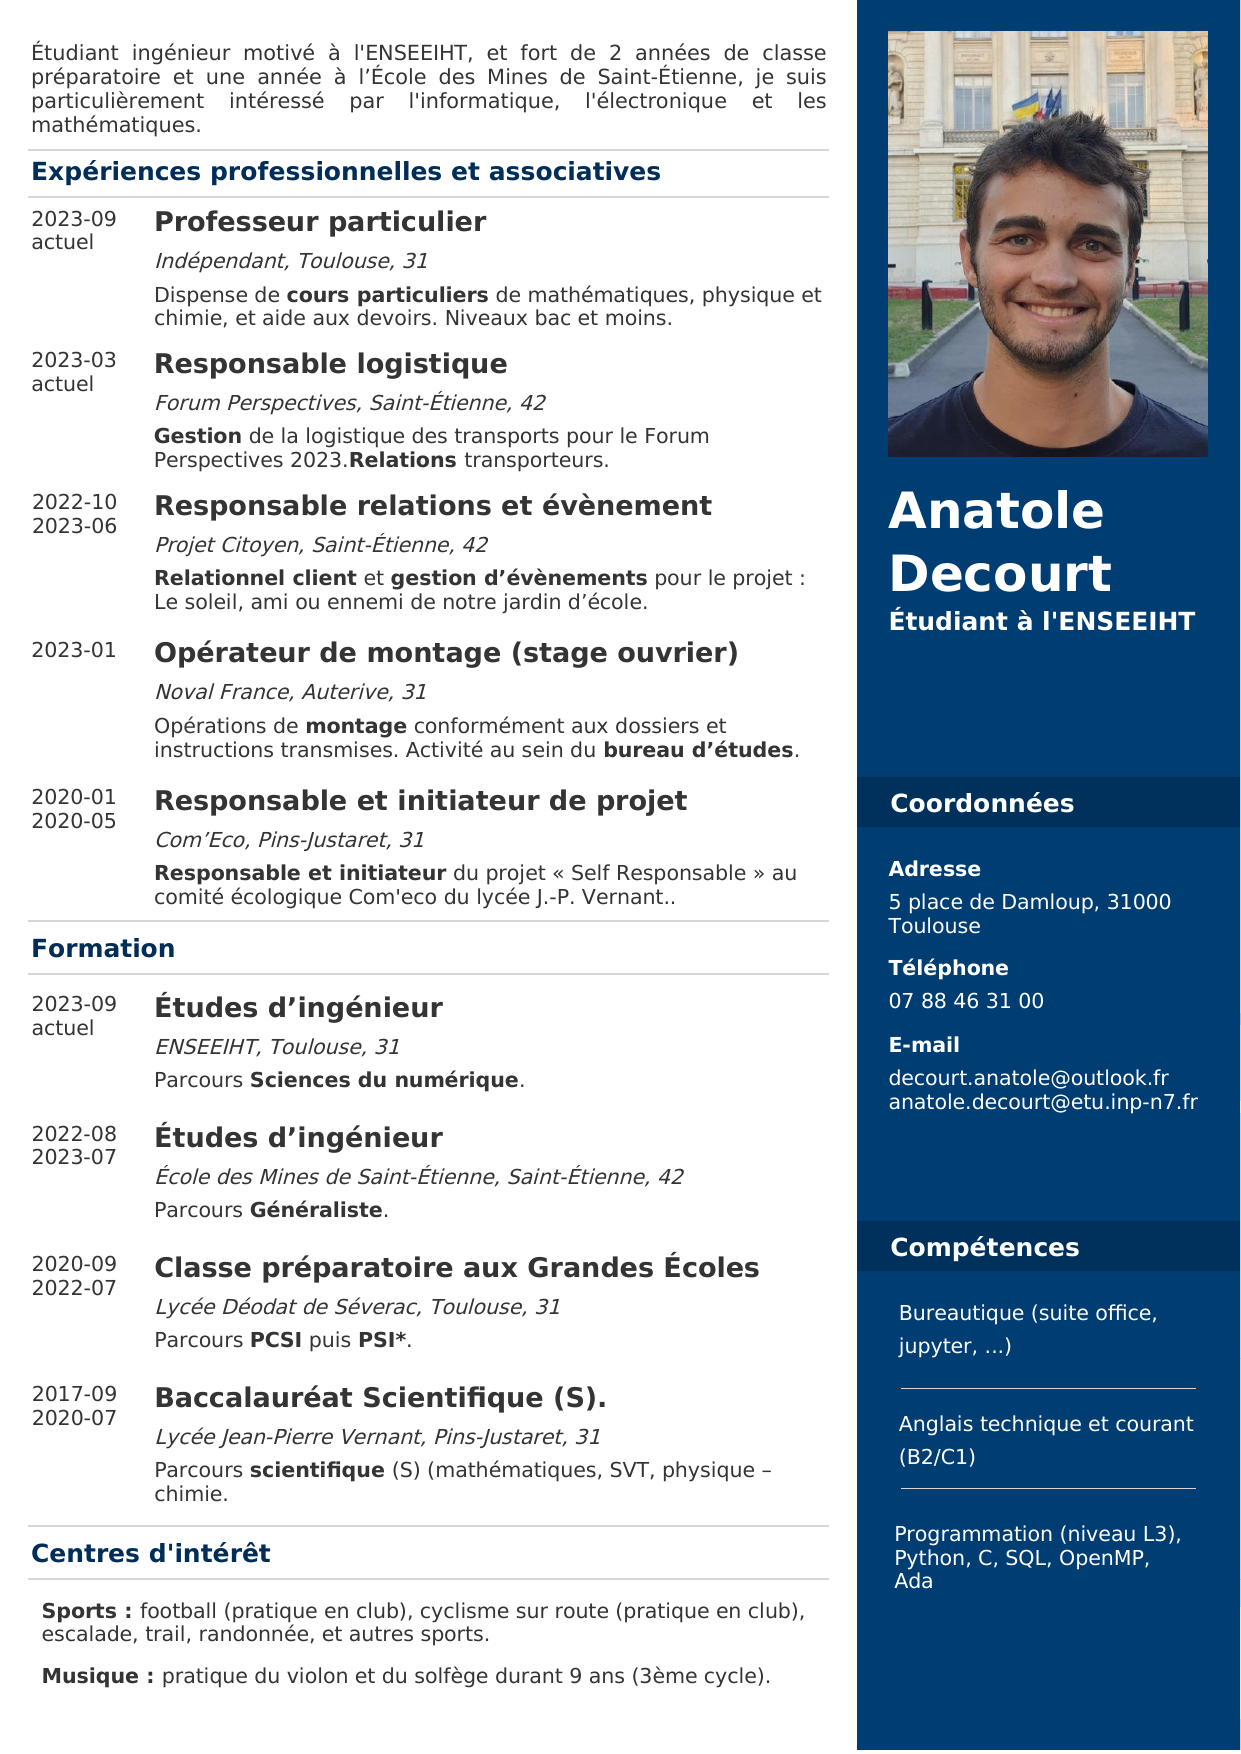 Étudiant ingénieur motivé à l'ENSEEIHT, et fort de 2 années de classe
préparatoire et une année à l’École des Mines de Saint-Étienne, je suis
particulièrement intéressé par l'informatique, l'électronique et les
mathématiques.
Expériences professionnelles et associatives
2023-09
actuel
Professeur particulier
Indépendant, Toulouse, 31
Dispense de cours particuliers de mathématiques, physique et
chimie, et aide aux devoirs. Niveaux bac et moins.
2023-03
actuel
Responsable logistique
Forum Perspectives, Saint-Étienne, 42
Gestion de la logistique des transports pour le Forum
Perspectives 2023.Relations transporteurs.
2022-10
2023-06
Responsable relations et évènement
Projet Citoyen, Saint-Étienne, 42
Relationnel client et gestion d’évènements pour le projet :
Le soleil, ami ou ennemi de notre jardin d’école.
2023-01
Opérateur de montage (stage ouvrier)
Noval France, Auterive, 31
Opérations de montage conformément aux dossiers et
instructions transmises. Activité au sein du bureau d’études.
2020-01
2020-05
Responsable et initiateur de projet
Com’Eco, Pins-Justaret, 31
Responsable et initiateur du projet « Self Responsable » au
comité écologique Com'eco du lycée J.-P. Vernant..
Formation
2023-09
actuel
Études d’ingénieur
ENSEEIHT, Toulouse, 31
Parcours Sciences du numérique.
2022-08
2023-07
Études d’ingénieur
École des Mines de Saint-Étienne, Saint-Étienne, 42
Parcours Généraliste.
2020-09
2022-07
Classe préparatoire aux Grandes Écoles
Lycée Déodat de Séverac, Toulouse, 31
Parcours PCSI puis PSI*.
2017-09
2020-07
Baccalauréat Scientifique (S).
Lycée Jean-Pierre Vernant, Pins-Justaret, 31
Parcours scientifique (S) (mathématiques, SVT, physique –
chimie.
Centres d'intérêt
Sports : football (pratique en club), cyclisme sur route (pratique en club),
escalade, trail, randonnée, et autres sports.
Musique : pratique du violon et du solfège durant 9 ans (3ème cycle).
Anatole
Decourt
Étudiant à l'ENSEEIHT
Coordonnées
Adresse
5 place de Damloup, 31000
Toulouse
Téléphone
07 88 46 31 00
E-mail
decourt.anatole@outlook.fr
anatole.decourt@etu.inp-n7.fr
Compétences
Bureautique (suite office,
jupyter, ...)
Anglais technique et courant
(B2/C1)
Programmation (niveau L3),
Python, C, SQL, OpenMP,
Ada